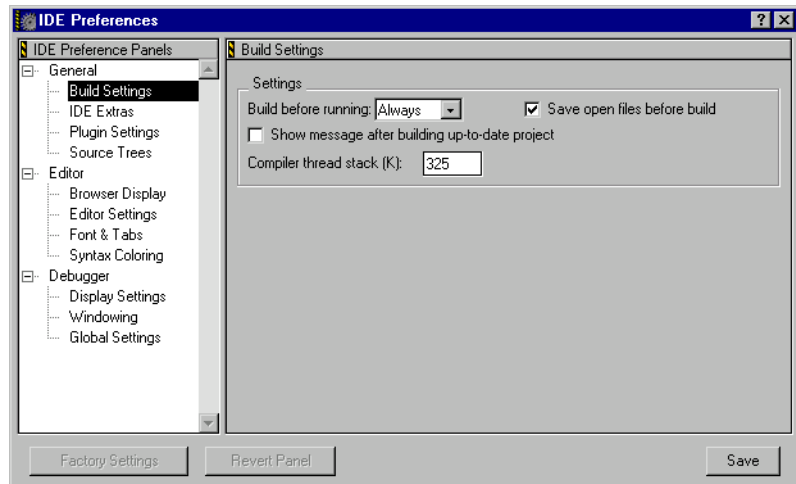 IDE Preferences
IDE Preference Panels
General
Build Settings
IDE Extras
Plugin Settings
Source Trees
Editor
Browser Display
Editor Settings
Font & Tabs
Syntax Coloring
Debugger
Display Settings
Windowing
Global Settings
Build Settings
Settings
Build before running: Always
Save open files before build
Show message after building up-to-date project
Compiler thread stack (K): 325
Factory Settings
Revert Panel
Save